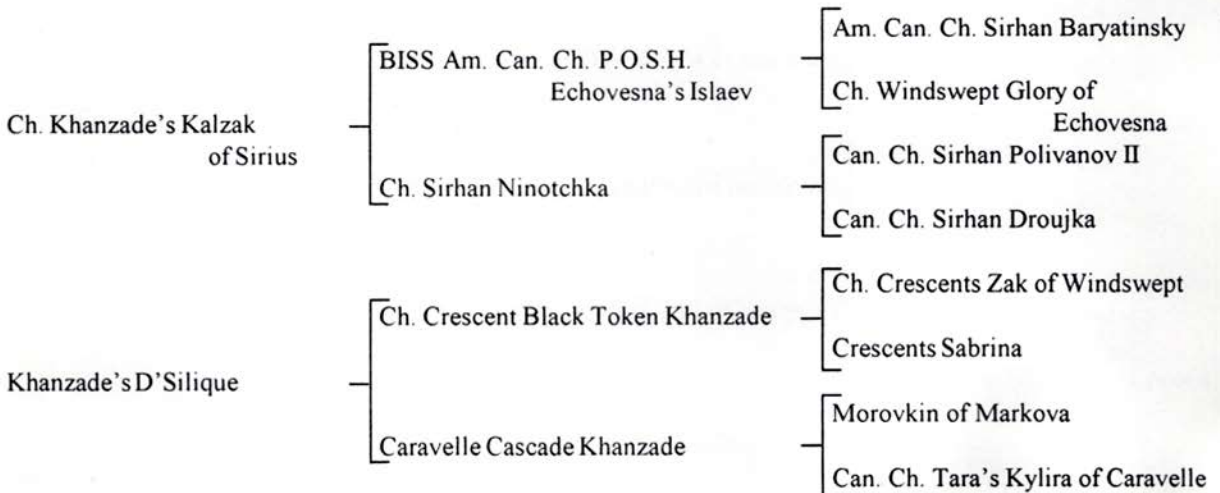 Ch. Khanzade's Kalzak
of Sirius
BISS Am. Can. Ch. P.O.S.H.
Echovesna's Islaev
Am. Can. Ch. Sirhan Baryatinsky
Ch. Windswept Glory of
Echovesna
Ch. Sirhan Ninotchka
Can. Ch. Sirhan Polivanov II
Can. Ch. Sirhan Droujka
Khanzade's D'Silique
Ch. Crescent Black Token Khanzade
Ch. Crescents Zak of Windswept
Crescents Sabrina
Caravelle Cascade Khanzade
Morovkin of Markova
Can. Ch. Tara's Kylira of Caravelle